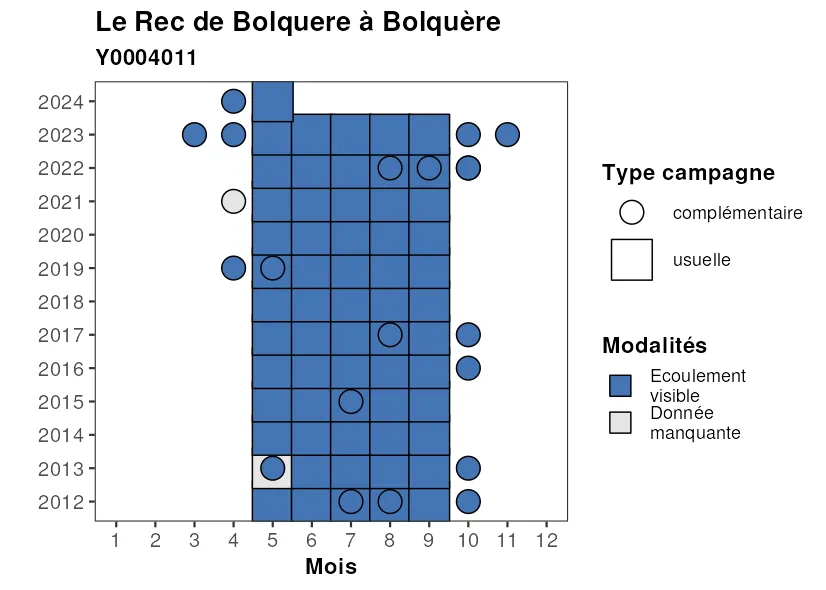 Le Rec de Bolquere à Bolquère
Y0004011
2024
2023
2022
2021
2020
2019
2018
2017
2016
2015
2014
2013
2012
1 2 3 4 5 6 7 8 9 10 11 12
Mois
Type campagne
complémentaire
usuelle
Modalités
Ecoulement
visible
Donnée
manquante